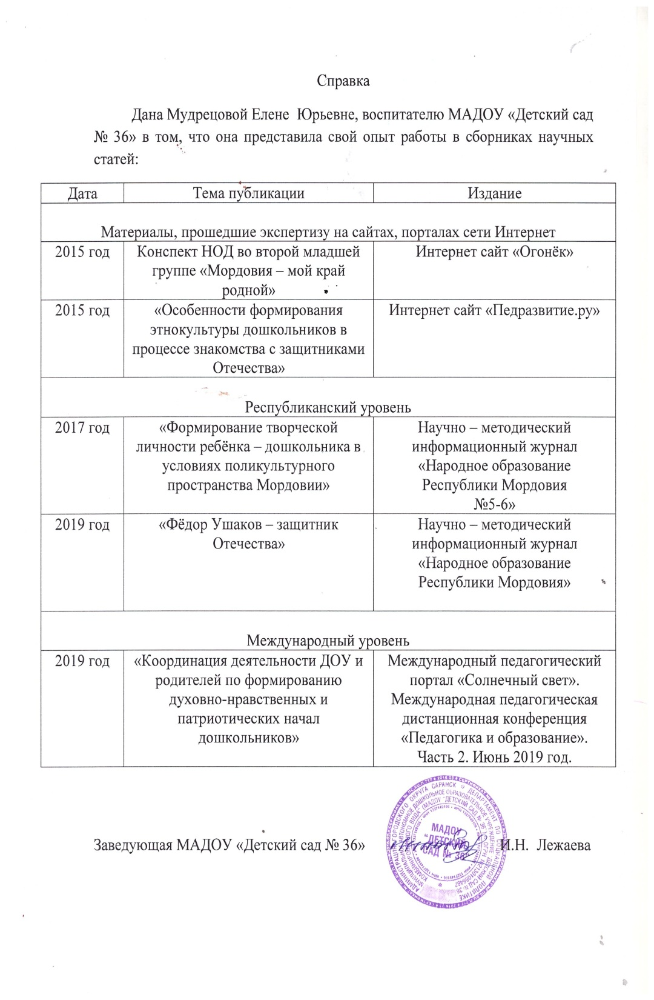 Справка
Дана Мудрецовой Елене Юрьевне, воспитателю МАДОУ «Детский сад
№ 36» в том, что она представила свой опыт работы в сборниках научных
статей:
Дата Тема публикации Издание
Материалы, прошедшие экспертизу на сайтах, порталах сети Интернет
2015 год Конспект НОД во второй младшей Интернет сайт «Огонёк»
группе «Мордовия – мой край
родной»
2015 год «Особенности формирования Интернет сайт «Педразвитие.ру»
этнокультуры дошкольников в
процессе знакомства с защитниками
Отечества»
Республиканский уровень
2017 год «Формирование творческой Научно – методический
личности ребёнка – дошкольника в информационный журнал
условиях поликультурного «Народное образование
пространства Мордовии» Республики Мордовия
№5-6»
2019 год «Фёдор Ушаков – защитник Научно – методический
Отечества» информационный журнал
«Народное образование
Республики Мордовия»
Международный уровень
2019 год «Координация деятельности ДОУ и Международный педагогический
родителей по формированию портал «Солнечный свет».
духовно-нравственных и Международная педагогическая
патриотических начал дистанционная конференция
дошкольников» «Педагогика и образование».
Часть 2. Июнь 2019 год.
Заведующая МАДОУ «Детский сад № 36» И.Н. Лежаева
МАДОУ
"ДЕТСКИЙ
САД № 36"